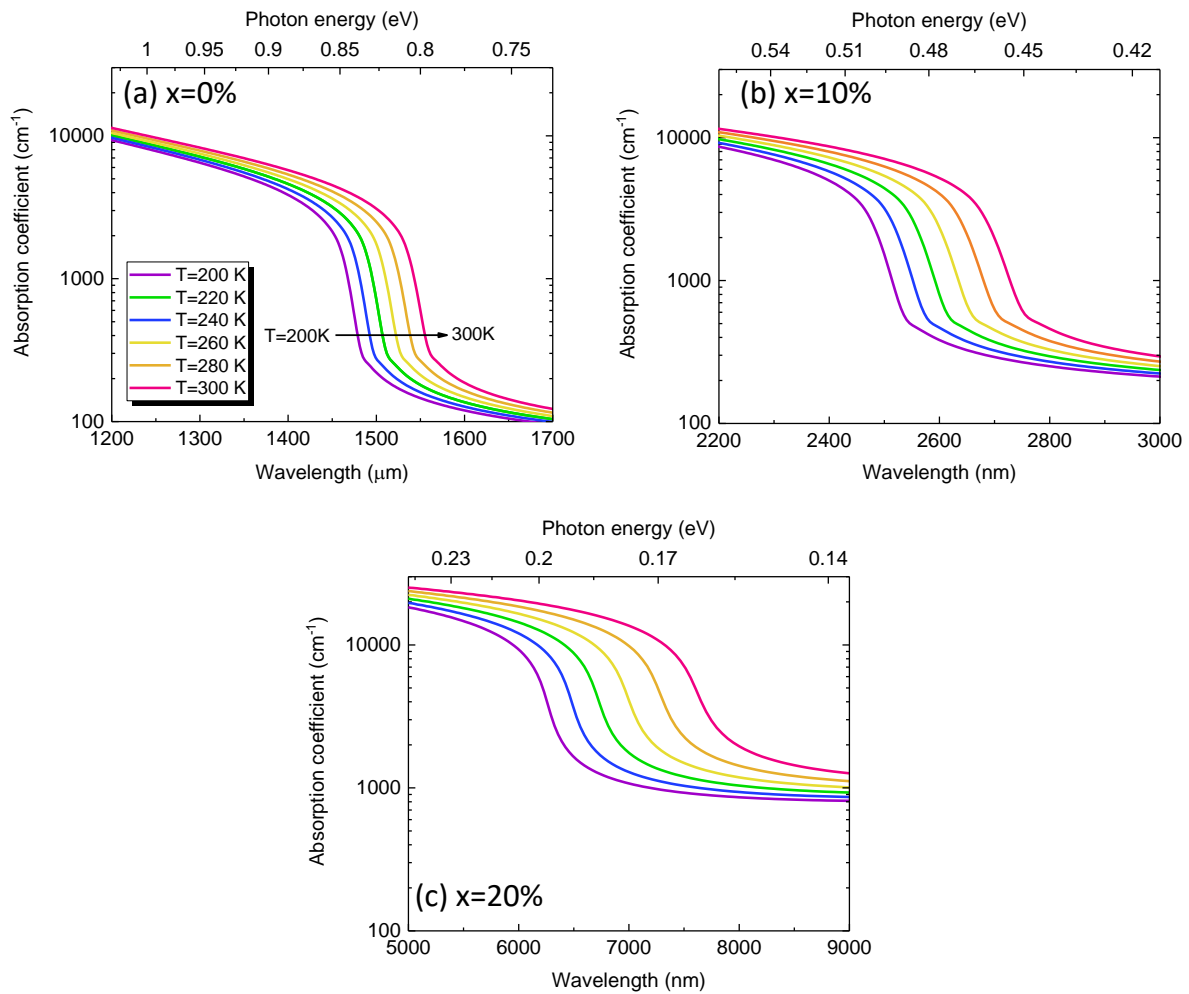 Photon energy (eV)
1 0.95 0.9 0.85 0.8 0.75
(a) x=0%
Absorption coefficient (cm-1)
10000
1000
100
T=200 K
T=220 K
T=240 K
T=260 K
T=280 K
T=300 K
T=200K 300K
1200 1300 1400 1500 1600 1700
Wavelength (μm)
Photon energy (eV)
0.54 0.51 0.48 0.45 0.42
(b) x=10%
Absorption coefficient (cm-1)
10000
1000
100
2200 2400 2600 2800 3000
Wavelength (nm)
Photon energy (eV)
0.23 0.2 0.17 0.14
Absorption coefficient (cm-1)
10000
1000
100
(c) x=20%
5000 6000 7000 8000 9000
Wavelength (nm)